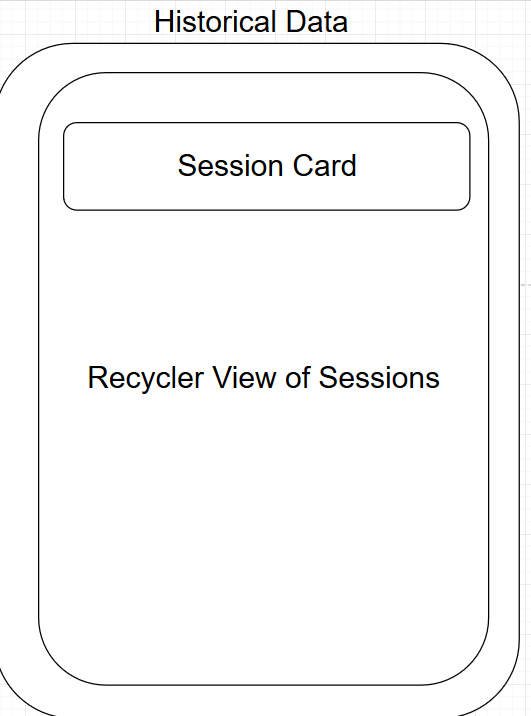 Historical Data
Session Card
Recycler View of Sessions